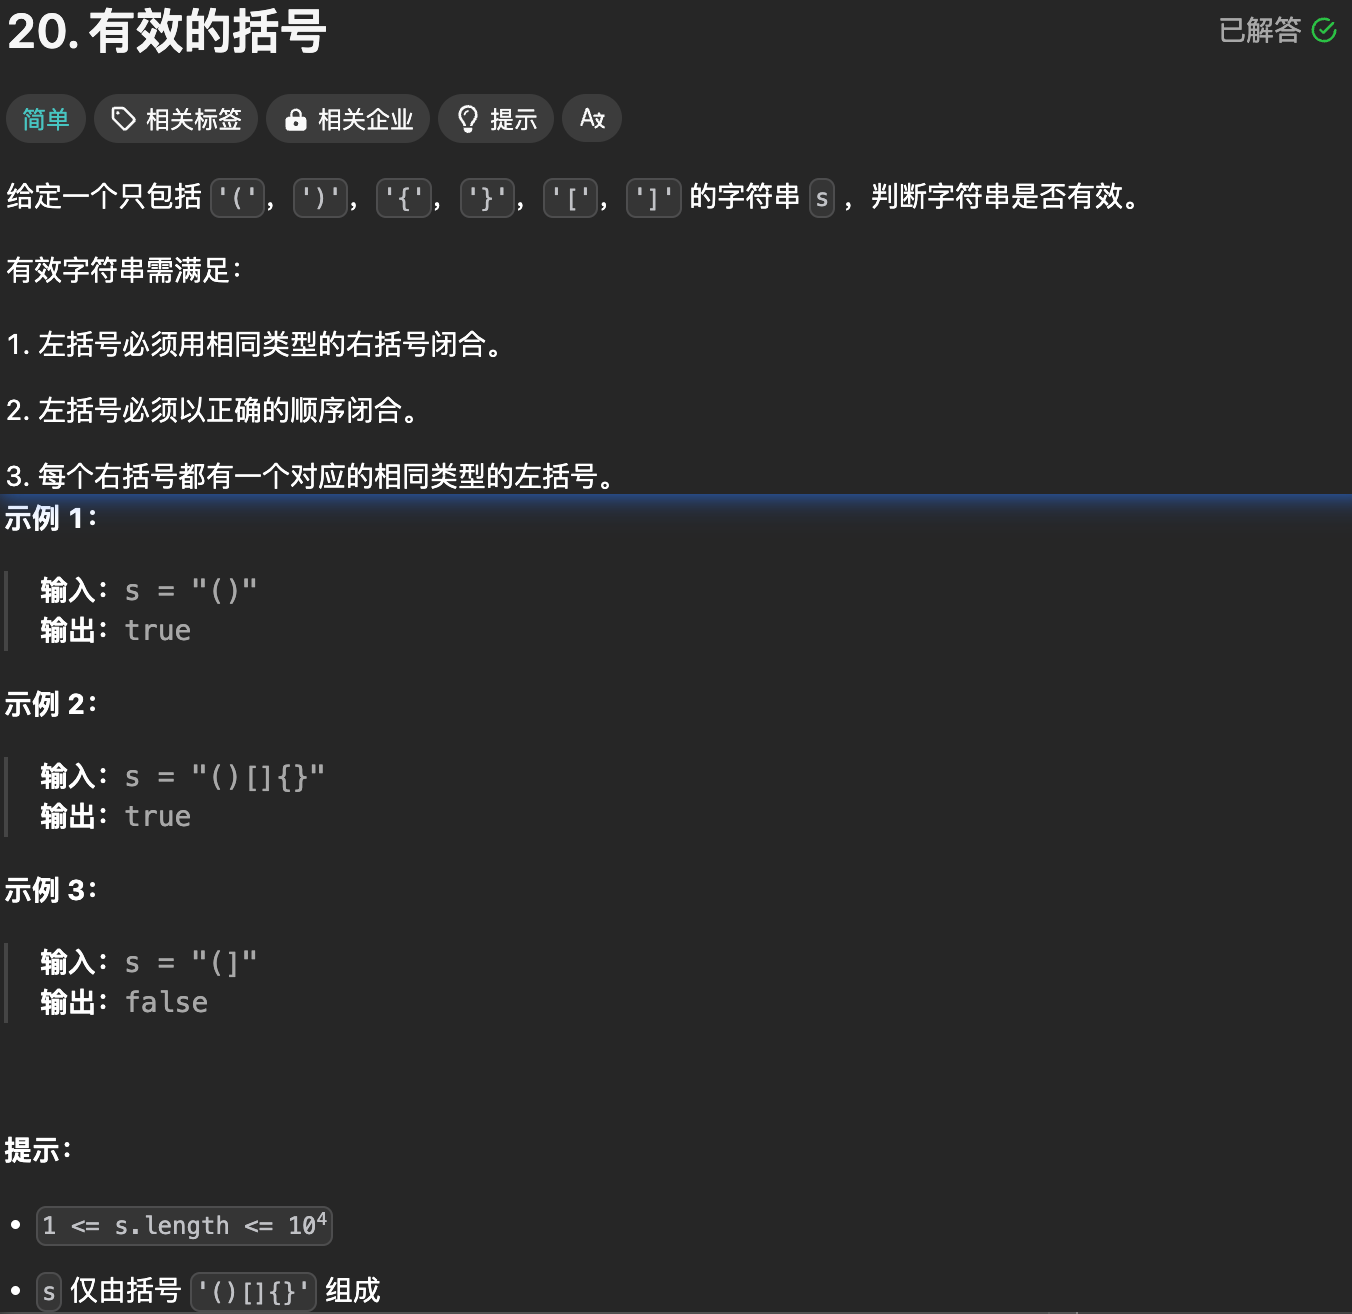 20. 有效的括号
已解答
简单 相关标签 相关企业 提示 A文
给定一个只包括 '(', ')', '{', '}', '[', ']' 的字符串 s ，判断字符串是否有效。
有效字符串需满足：
1. 左括号必须用相同类型的右括号闭合。
2. 左括号必须以正确的顺序闭合。
3. 每个右括号都有一个对应的相同类型的左括号。
示例 1：
输入：s = "()"
输出：true
示例 2：
输入：s = "()[]{}"
输出：true
示例 3：
输入：s = "(]"
输出：false
提示：
• 1 <= s.length <= 10⁴
• s 仅由括号 '()[]{}' 组成